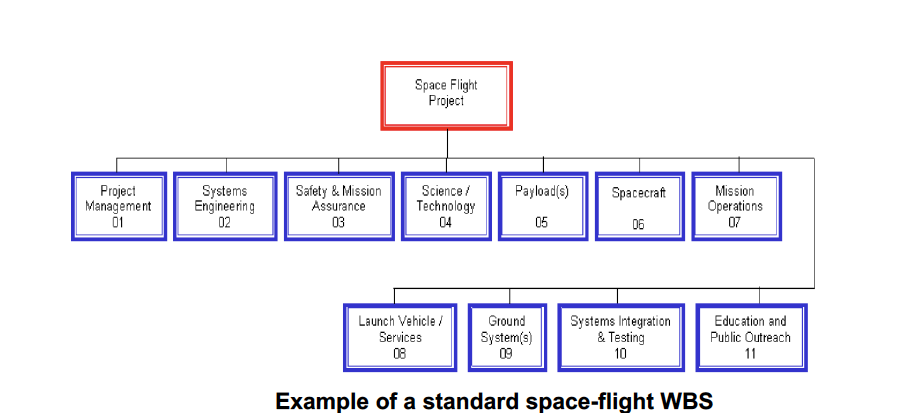 Space Flight
Project
Project
Management
01
Systems
Engineering
02
Safety & Mission
Assurance
03
Science /
Technology
04
Payload(s)
05
Spacecraft
06
Mission
Operations
07
Launch Vehicle /
Services
08
Ground
System(s)
09
Systems Integration
& Testing
10
Education and
Public Outreach
11
Example of a standard space-flight WBS